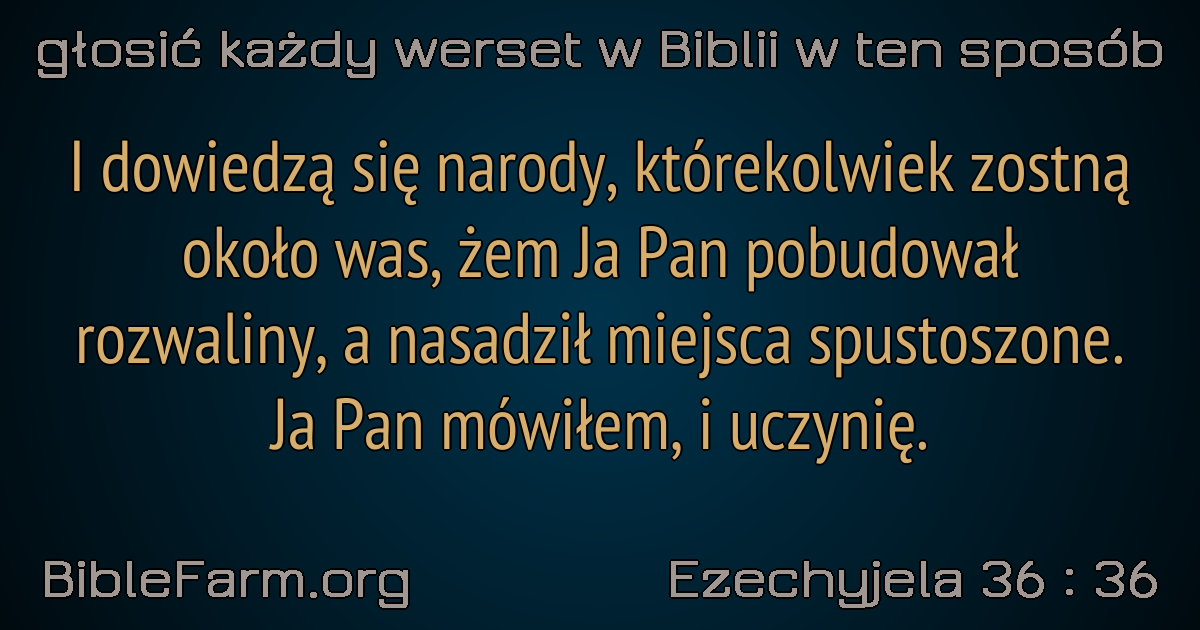 głosić każdy werset w Biblii w ten sposób
I dowiedzą się narody, którekolwiek zostną
około was, żem Ja Pan pobudował
rozwaliny, a nasadził miejsca spustoszone.
Ja Pan mówiłem, i uczynię.
BibleFarm.org
Ezechyjela 36 : 36